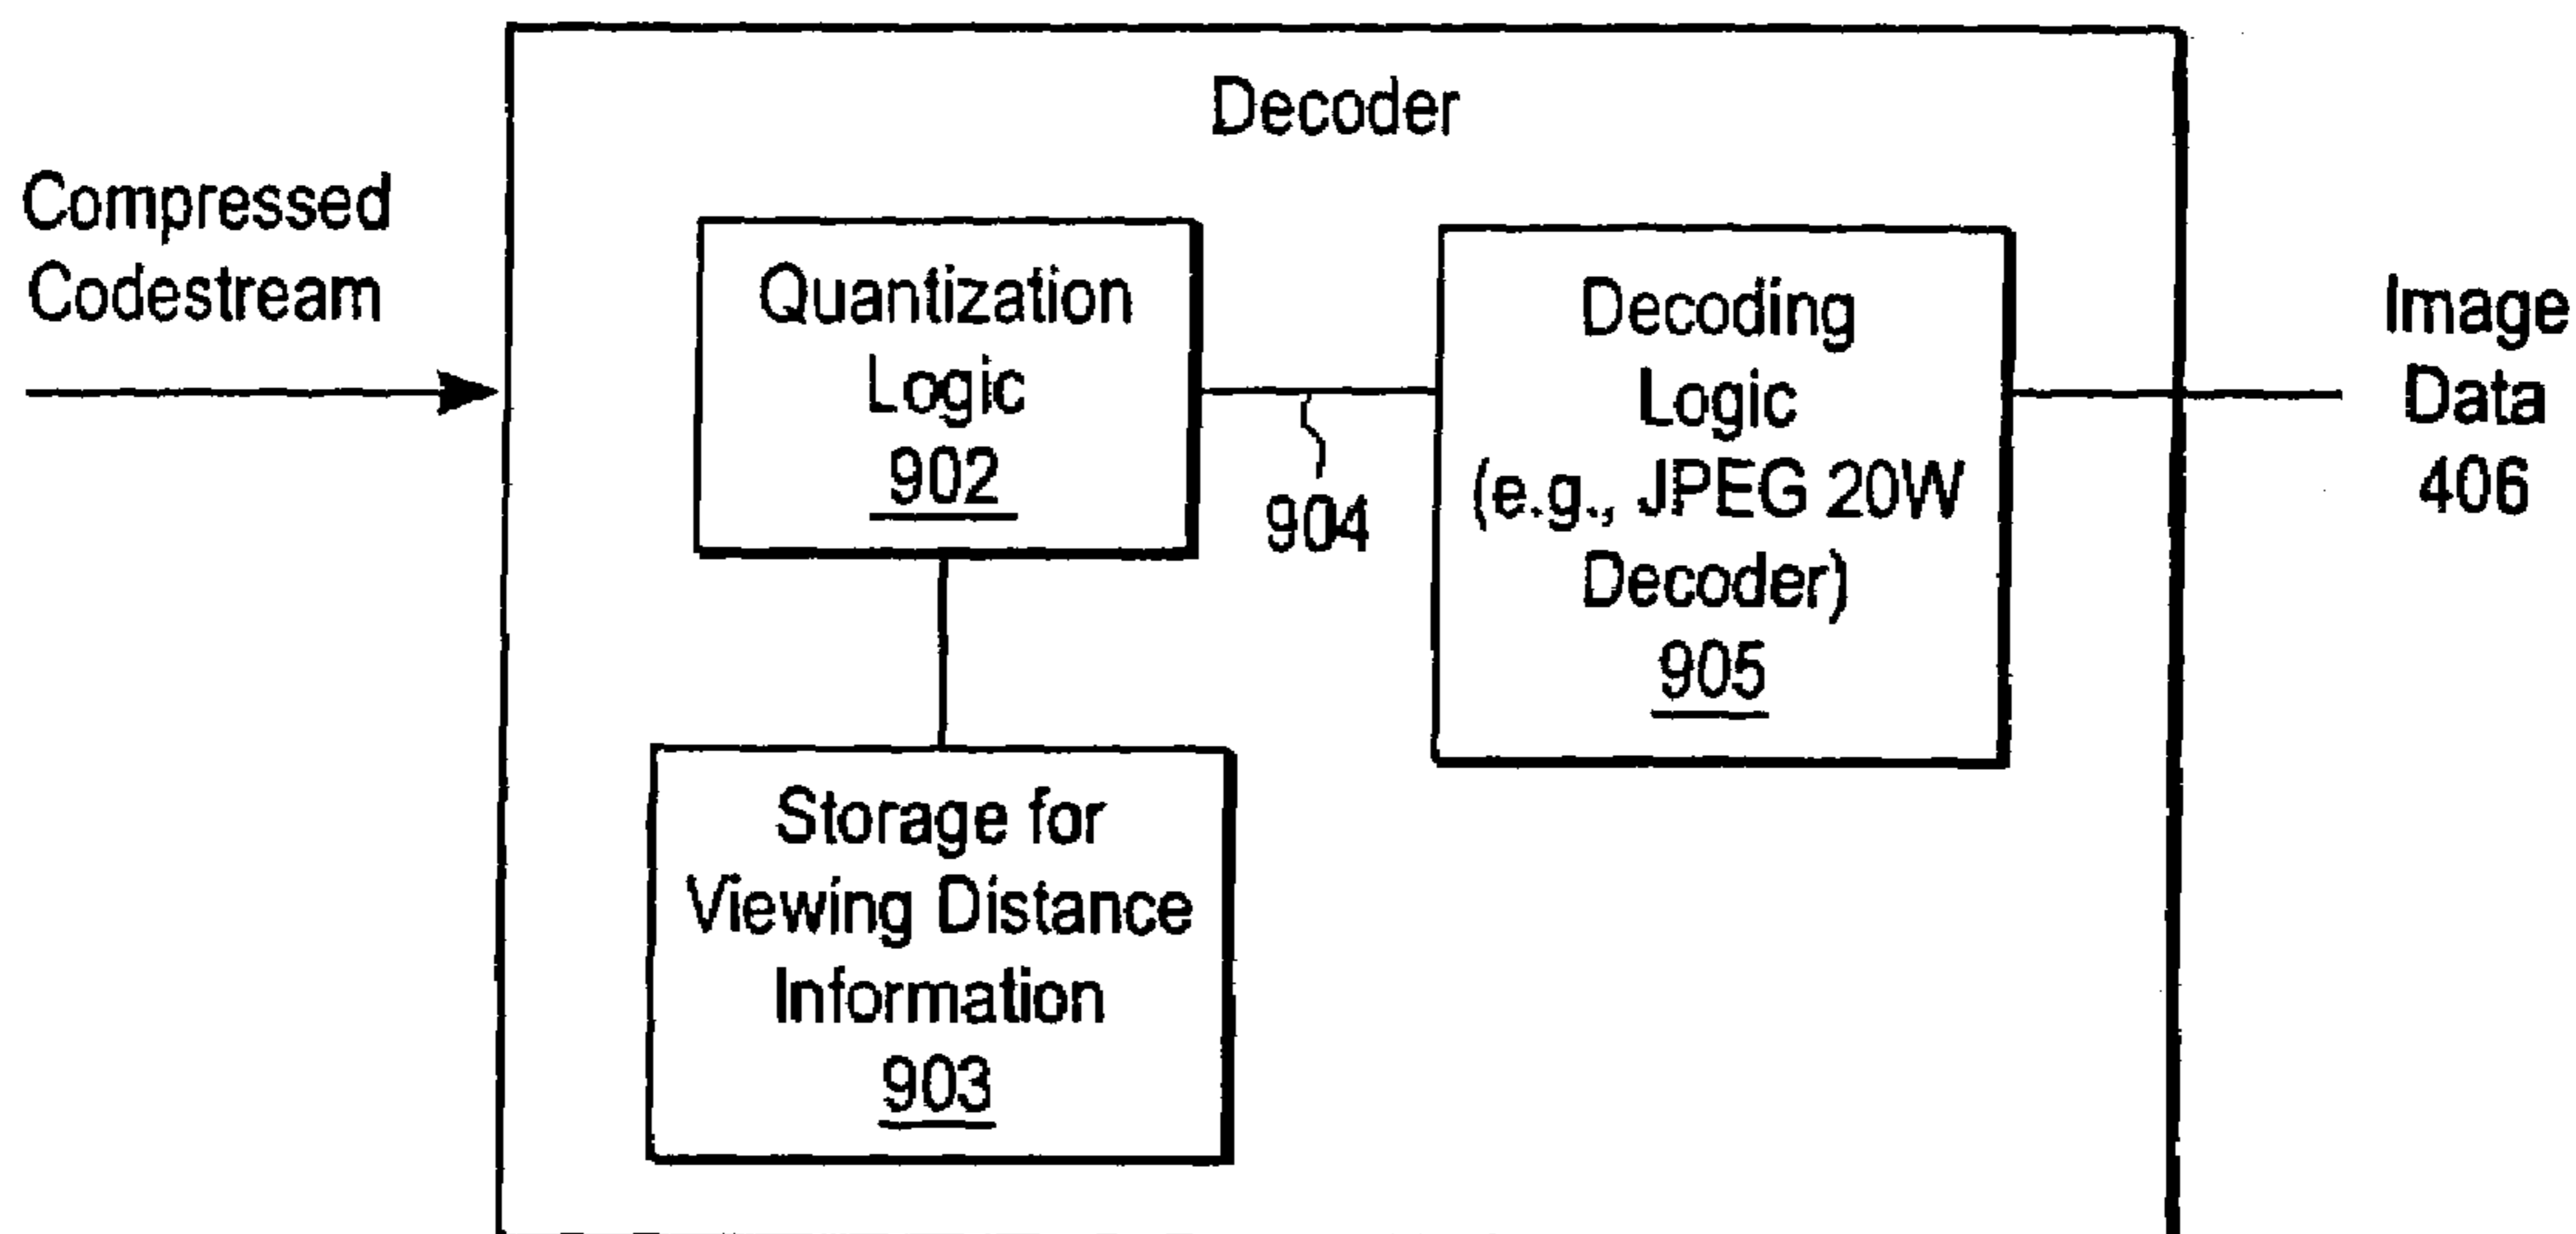 Decoder
Compressed
Codestream
Quantization
Logic
902
904
Decoding
Logic
(e.g., JPEG 20W
Decoder)
905
Storage for
Viewing Distance
Information
903
Image
Data
406